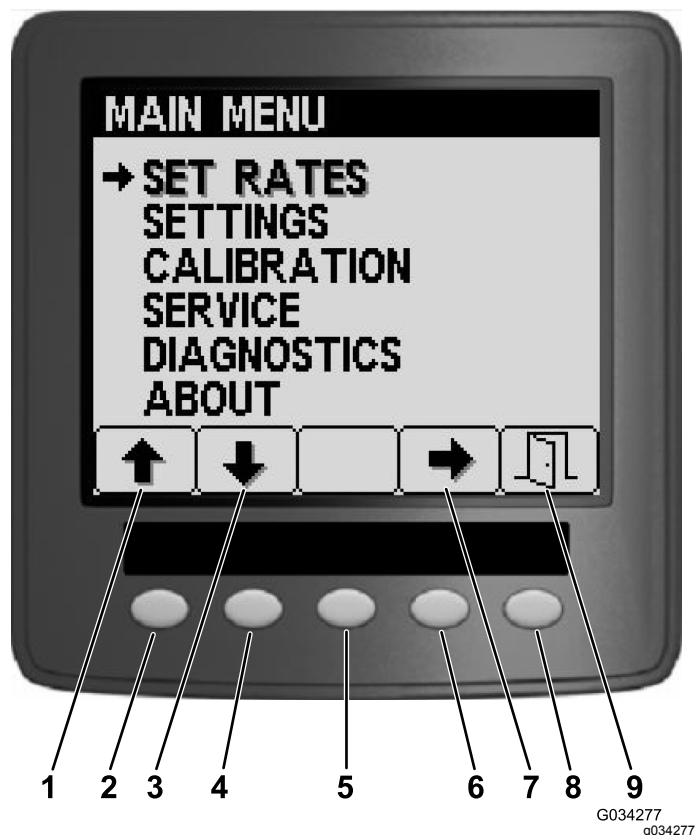 MAIN MENU
SET RATES
SETTINGS
CALIBRATION
SERVICE
DIAGNOSTICS
ABOUT
1 2 3 4 5 6 7 8 9
G034277
g034277